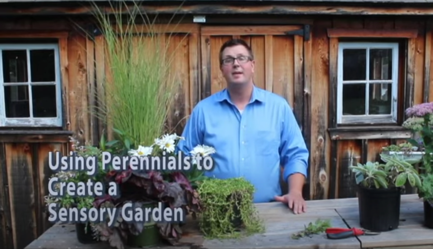 Using Perennials to
Create a
Sensory Garden